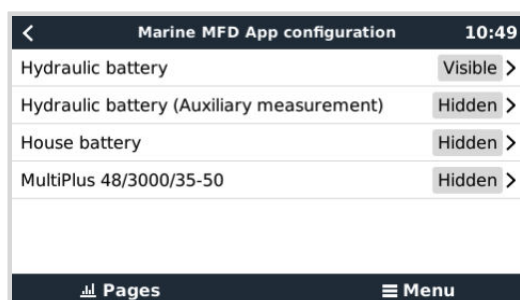 Marine MFD App configuration 10:49
Hydraulic battery Visible
Hydraulic battery (Auxiliary measurement) Hidden
House battery Hidden
MultiPlus 48/3000/35-50 Hidden
Pages Menu